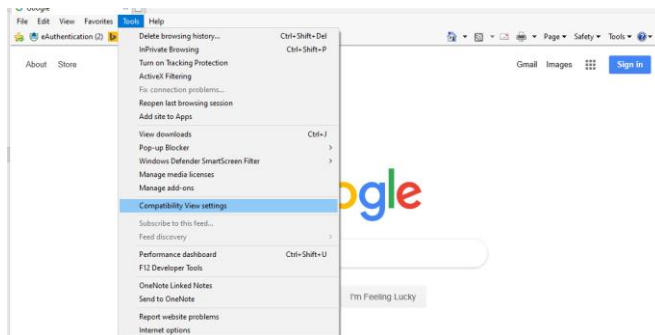 Google
File Edit View Favorites Tools Help
eAuthentication (2)
Page Safety Tools
About Store
Gmail Images Sign in
Delete browsing history... Ctrl+Shift+Del
InPrivate Browsing Ctrl+Shift+P
Turn on Tracking Protection
ActiveX Filtering
Fix connection problems...
Reopen last browsing session
Add site to Apps
View downloads Ctrl+J
Pop-up Blocker
Windows Defender SmartScreen Filter
Manage media licenses
Manage add-ons
Compatibility View settings
Subscribe to this feed...
Feed discovery
Performance dashboard Ctrl+Shift+U
F12 Developer Tools
OneNote Linked Notes
Send to OneNote
Report website problems
Internet options
ogle
I'm Feeling Lucky